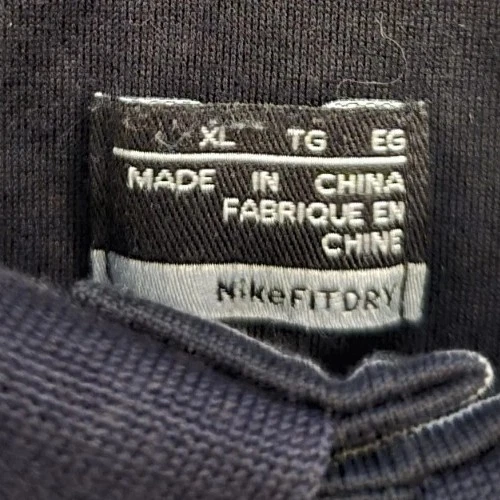 XL TG EG
MADE IN CHINA
FABRIQUE EN
CHINE
NikeFITDRY